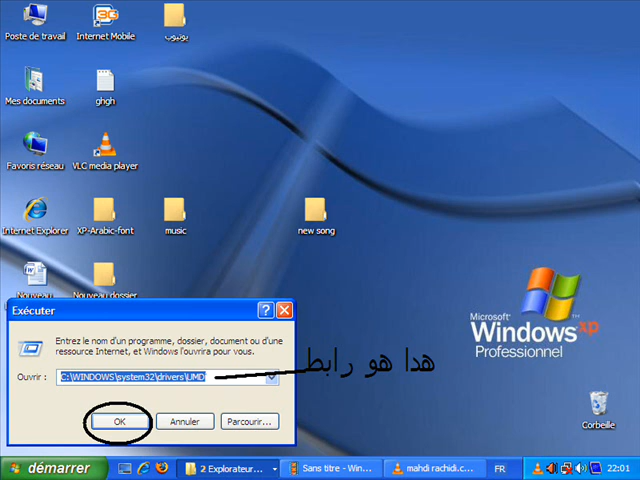 Poste de travail
Internet Mobile
يوتيوب
Mes documents
ghgh
Favoris réseau
VLC media player
Internet Explorer
XP-Arabic-font
music
new song
Nouveau
Nouveau dossier
Exécuter
Entrez le nom d'un programme, dossier, document ou d'une
ressource Internet, et Windows l'ouvrira pour vous.
Ouvrir :
C:\WINDOWS\system32\drivers\UMD
هدا هو رابط
OK
Annuler
Parcourir...
Microsoft
Windows xp
Professionnel
Corbeille
démarrer
2 Explorateur...
Sans titre - Win...
mahdi rachidi.c...
FR
22:01